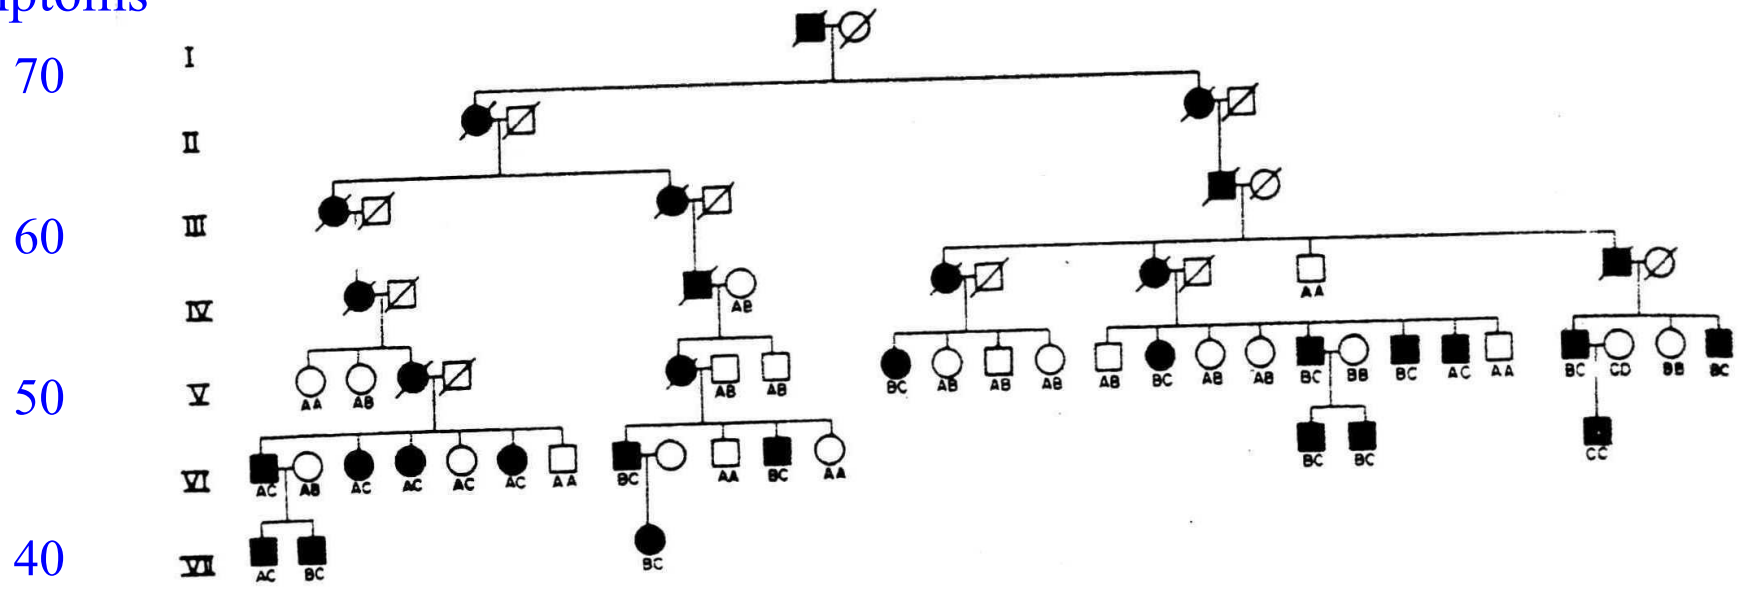 mptoms
I
70
II
III
60
IV
AB
AA
V
50
AA AB AB AB BC AB AB AB AB BC AB AB BC BB BC AC AA BC CD BB BC
VI
AC AB AC AC AC AC AA BC AA BC AA BC BC CC
VII
40
AC BC BC